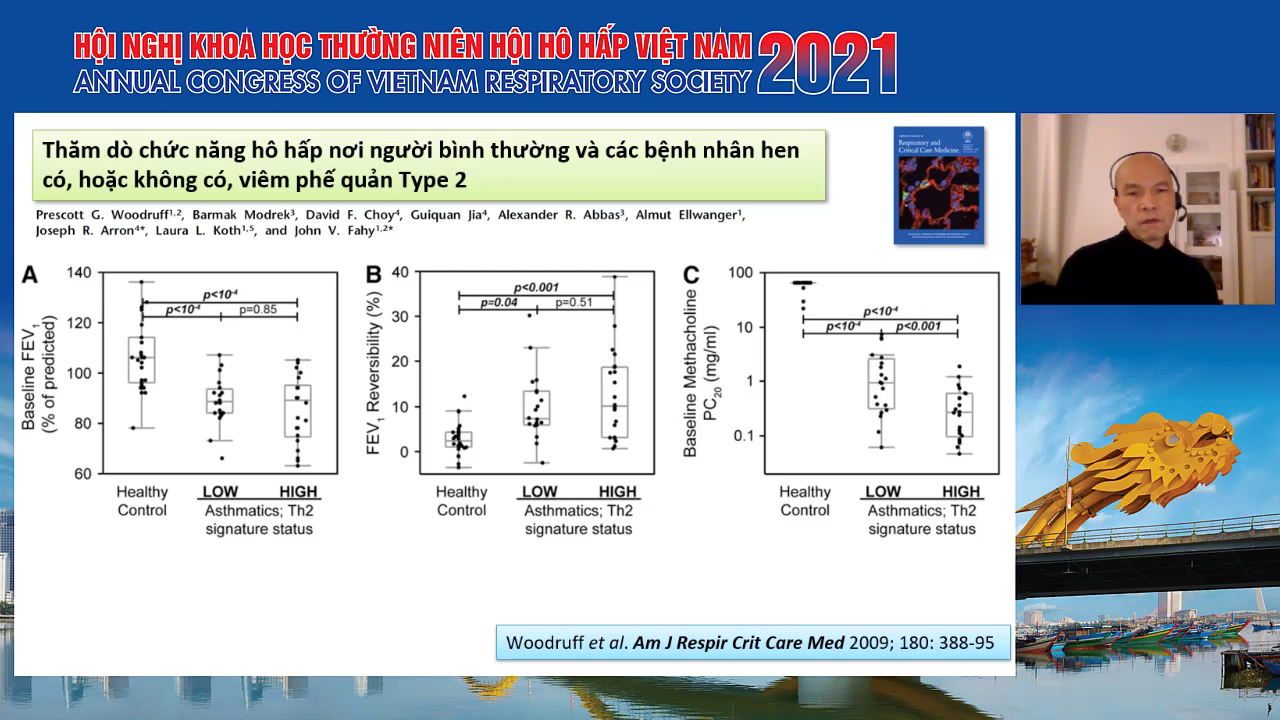 HỘI NGHỊ KHOA HỌC THƯỜNG NIÊN HỘI HÔ HẤP VIỆT NAM 2021
ANNUAL CONGRESS OF VIETNAM RESPIRATORY SOCIETY
Thăm dò chức năng hô hấp nơi người bình thường và các bệnh nhân hen
có, hoặc không có, viêm phế quản Type 2
Prescott G. Woodruff1,2, Barmak Modrek3, David F. Choy4, Guiquan Jia4, Alexander R. Abbas3, Almut Ellwanger1,
Joseph R. Arron4*, Laura L. Koth1,5, and John V. Fahy1,2*
Respiratory and
Critical Care Medicine
A
Baseline FEV1
(% of predicted)
140
120
100
80
60
p<10-4
p<10-4
p=0.85
Healthy
Control
LOW
HIGH
Asthmatics; Th2
signature status
B
FEV1 Reversibility (%)
40
30
20
10
0
p<0.001
p=0.04
p=0.51
Healthy
Control
LOW
HIGH
Asthmatics; Th2
signature status
C
Baseline Methacholine
PC20 (mg/ml)
100
10
1
0.1
p<10-4
p<10-4
p<0.001
Healthy
Control
LOW
HIGH
Asthmatics; Th2
signature status
Woodruff et al. Am J Respir Crit Care Med 2009; 180: 388-95